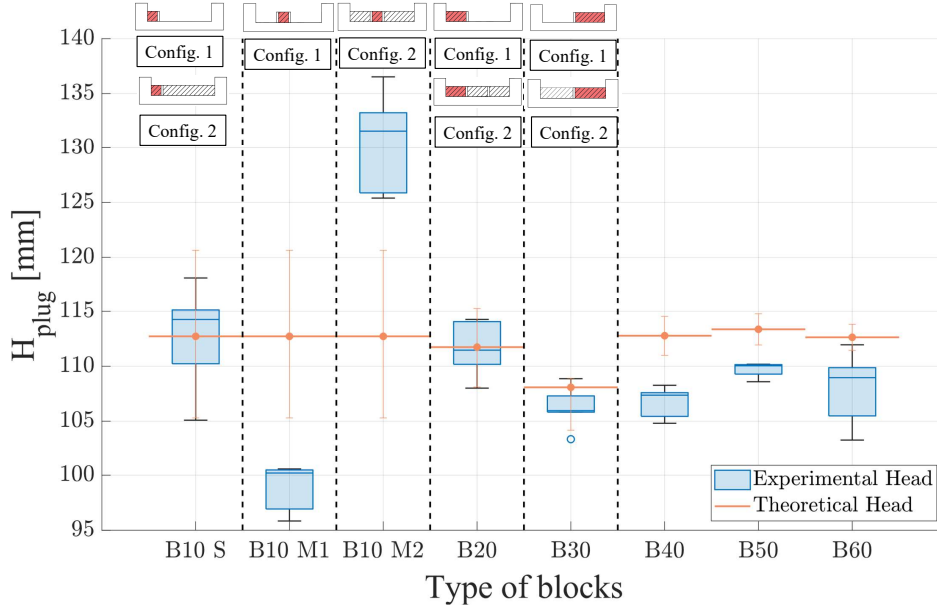 Config. 1
Config. 1
Config. 2
Config. 1
Config. 1
Config. 2
Config. 2
Config. 2
140
135
130
125
120
115
110
105
100
95
H_plug [mm]
B10 S
B10 M1
B10 M2
B20
B30
B40
B50
B60
Type of blocks
Experimental Head
Theoretical Head